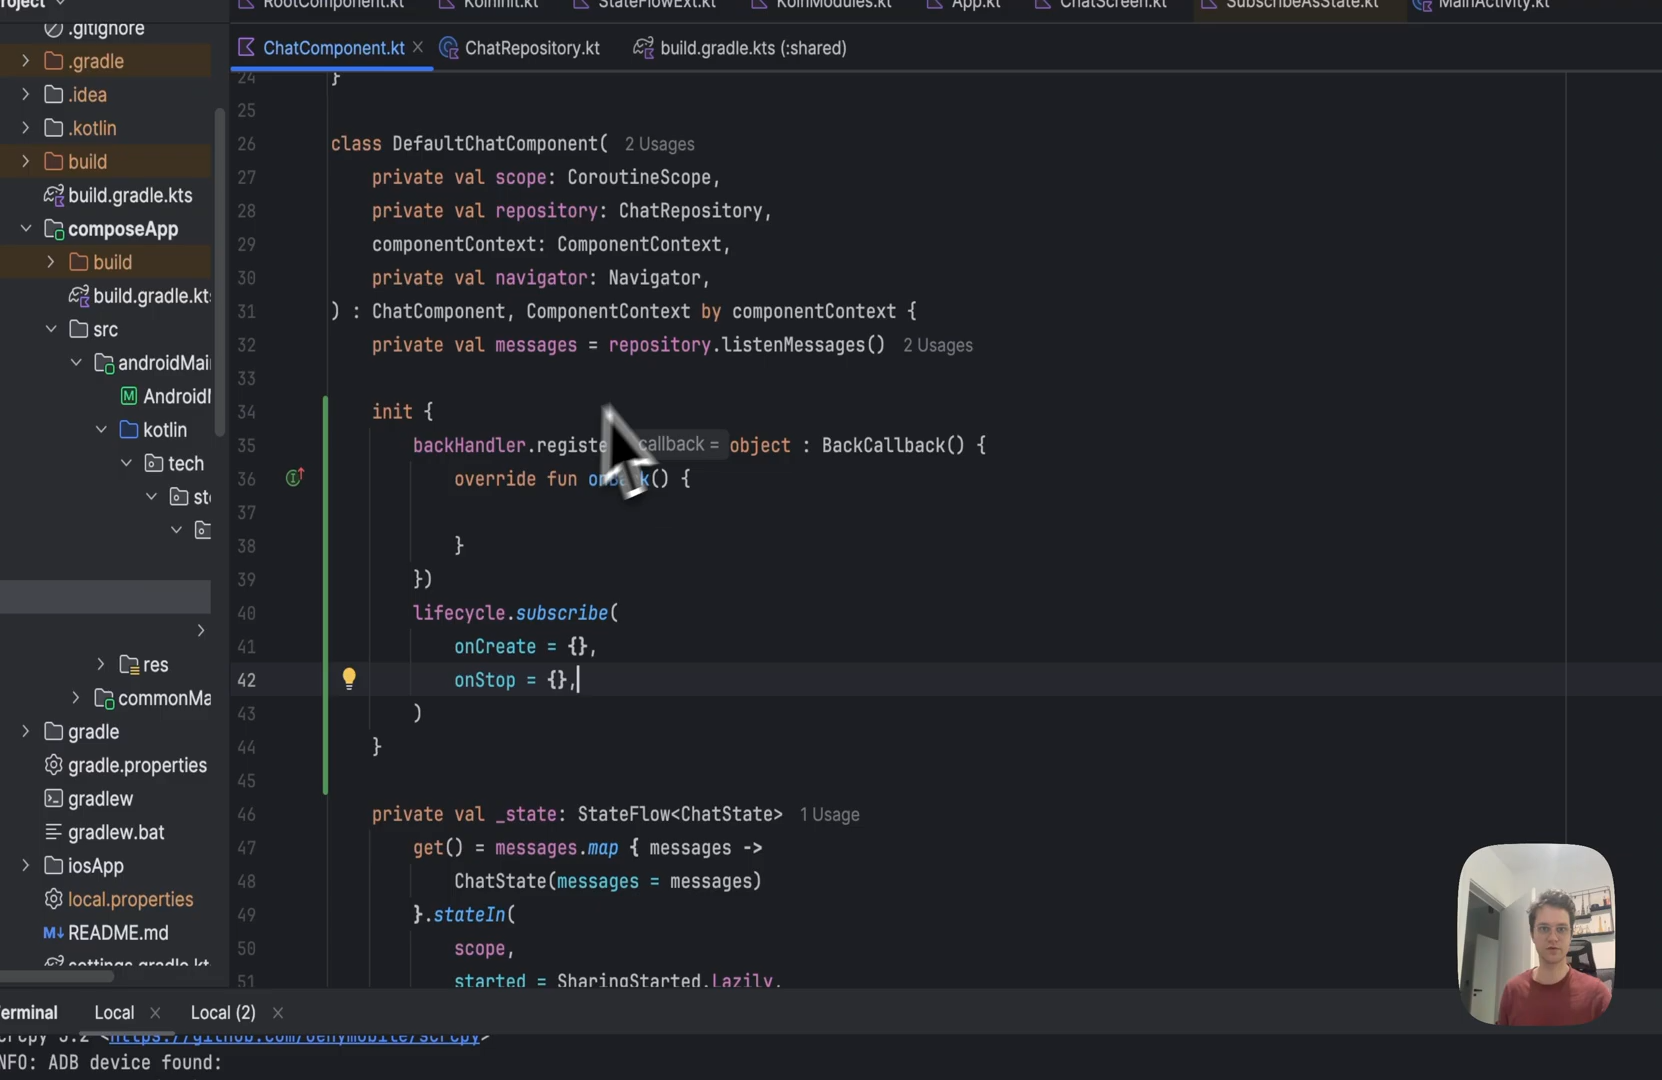 roject
RootComponent.kt
KoinInit.kt
StateFlowExt.kt
KoinModules.kt
App.kt
ChatScreen.kt
SubscribeAsState.kt
MainActivity.kt
.gitignore
ChatComponent.kt
ChatRepository.kt
build.gradle.kts (:shared)
.gradle
.idea
.kotlin
build
build.gradle.kts
composeApp
build
build.gradle.kt
src
androidMai
Android
kotlin
tech
st
res
commonMa
gradle
gradle.properties
gradlew
gradlew.bat
iosApp
local.properties
README.md
settings.gradle.kt
24 }
25
26 class DefaultChatComponent( 2 Usages
27 private val scope: CoroutineScope,
28 private val repository: ChatRepository,
29 componentContext: ComponentContext,
30 private val navigator: Navigator,
31 ) : ChatComponent, ComponentContext by componentContext {
32 private val messages = repository.listenMessages() 2 Usages
33
34 init {
35 backHandler.registe callback = object : BackCallback() {
36 override fun () {
37
38 }
39 })
40 lifecycle.subscribe(
41 onCreate = {},
42 onStop = {},
43 )
44 }
45
46 private val _state: StateFlow<ChatState> 1 Usage
47 get() = messages.map { messages ->
48 ChatState(messages = messages)
49 }.stateIn(
50 scope,
51 started = SharingStarted.Lazily,
erminal Local Local (2)
crcpy 3.2 <https://github.com/Genymobile/scrcpy>
NFO: ADB device found: